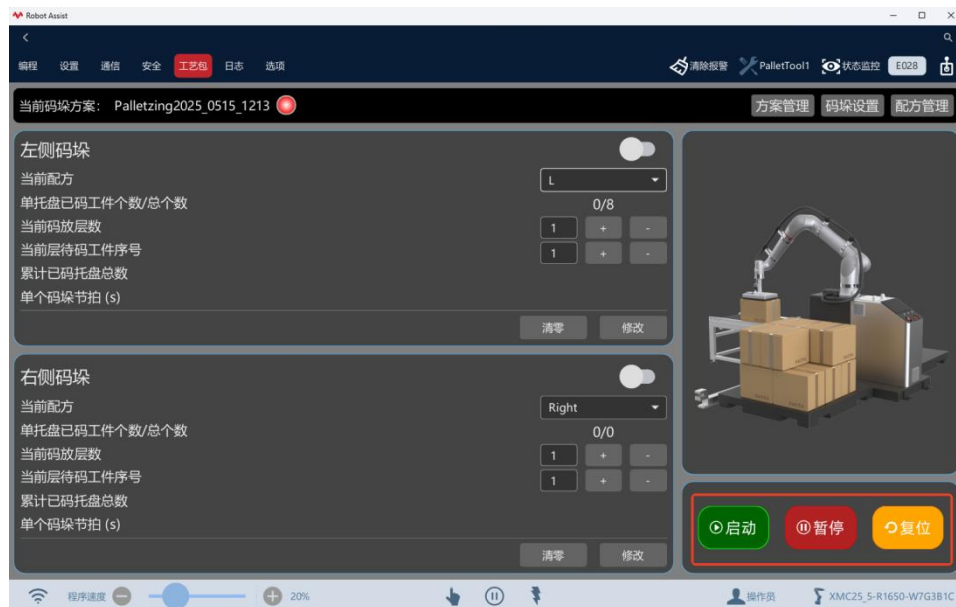 Robot Assist
编程 设置 通信 安全 工艺包 日志 选项 清除报警 PalletTool1 状态监控 E028
当前码垛方案: Palletzing2025_0515_1213 方案管理 码垛设置 配方管理
左侧码垛
当前配方 L
单托盘已码工件个数/总个数 0/8
当前码放层数 1 + -
当前层待码工件序号 1 + -
累计已码托盘总数
单个码垛节拍 (s)
清零 修改
右侧码垛
当前配方 Right
单托盘已码工件个数/总个数 0/0
当前码放层数 1 + -
当前层待码工件序号 1 + -
累计已码托盘总数
单个码垛节拍 (s)
清零 修改
启动 暂停 复位
程序速度 20% 操作员 XMC25_5-R1650-W7G3B1C